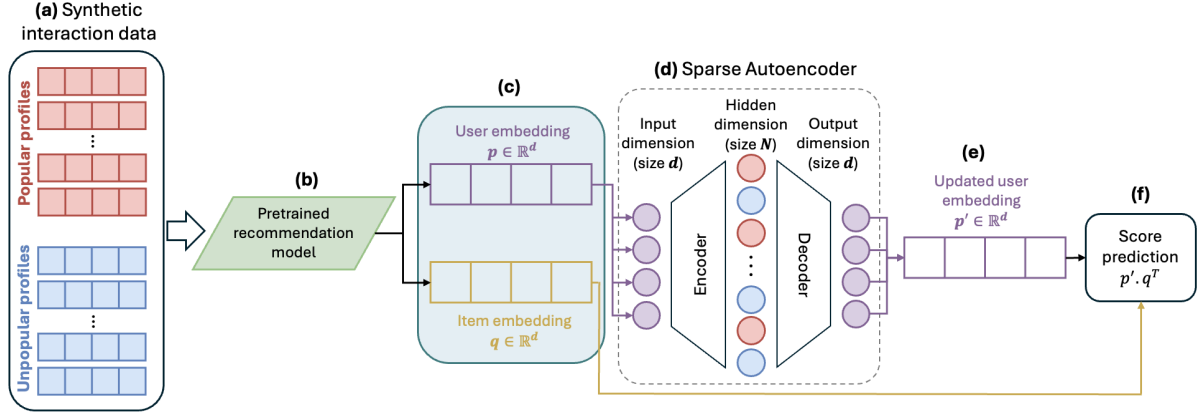 (a) Synthetic
interaction data
Popular profiles
Unpopular profiles
(b)
Pretrained
recommendation
model
(c)
User embedding
p ∈ ℝ^d
Item embedding
q ∈ ℝ^d
(d) Sparse Autoencoder
Input
dimension
(size d)
Hidden
dimension
(size N)
Output
dimension
(size d)
Encoder
Decoder
(e)
Updated user
embedding
p′ ∈ ℝ^d
(f)
Score
prediction
p′. q^T